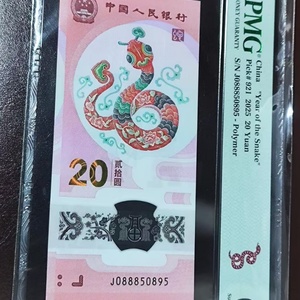 中国人民银行
20
贰拾圆
J088850895
PMG
China "Year of the Snake"
Pick# 921 2025 20 Yuan
S/N J088850895 - Polymer